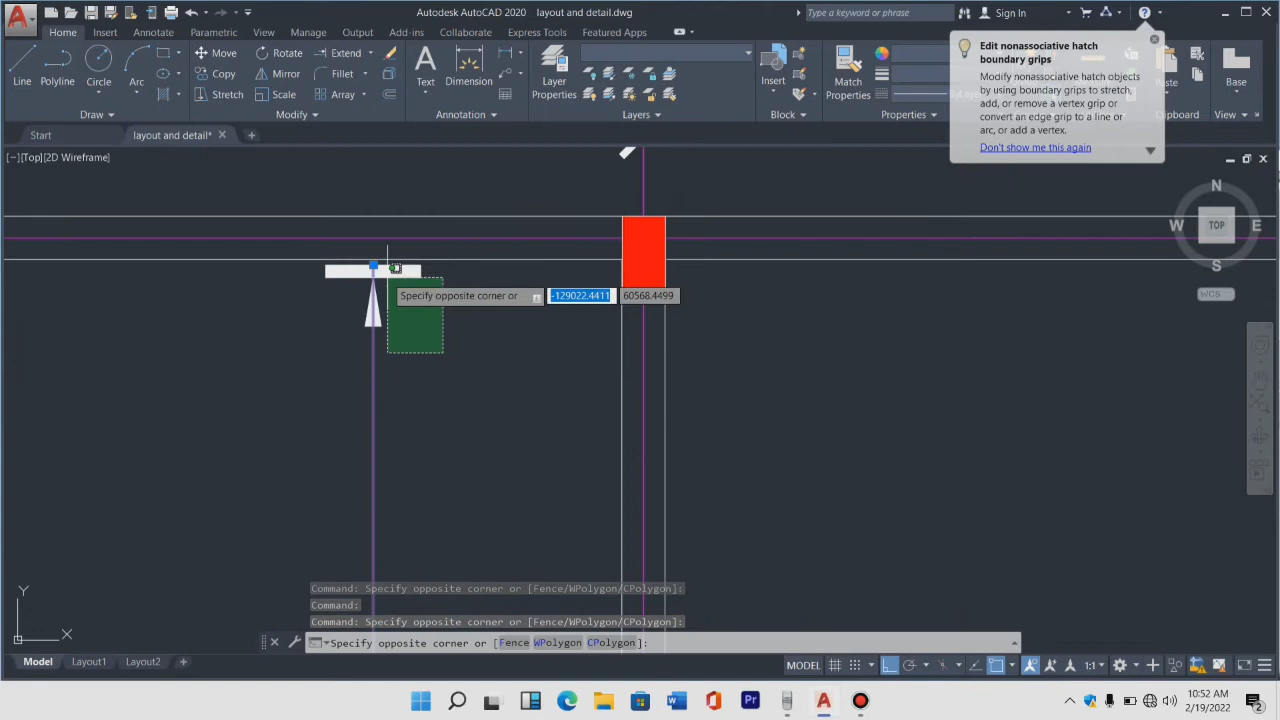 Autodesk AutoCAD 2020 layout and detail.dwg
Type a keyword or phrase
Sign In
Home Insert Annotate Parametric View Manage Output Add-ins Collaborate Express Tools Featured Apps
Line Polyline Circle Arc
Move Rotate Extend
Copy Mirror Fillet
Stretch Scale Array
Text Dimension
Layer Properties
Insert
Match Properties
Paste
Base
Draw Modify Annotation Layers Block Properties Clipboard View
Start layout and detail*
Edit nonassociative hatch
boundary grips
Modify nonassociative hatch objects
by using boundary grips to stretch,
add, or remove a vertex grip or
convert an edge grip to a line or
arc, or add a vertex.
Don't show me this again
[−][Top][2D Wireframe]
N
W TOP E
S
WCS
Specify opposite corner or -129022.4411 60568.4499
Y
X
Command: Specify opposite corner or [Fence/WPolygon/CPolygon]:
Command:
Command: Specify opposite corner or [Fence/WPolygon/CPolygon]:
Specify opposite corner or [Fence WPolygon CPolygon]:
Model Layout1 Layout2
MODEL 1:1
10:52 AM
2/19/2022
2